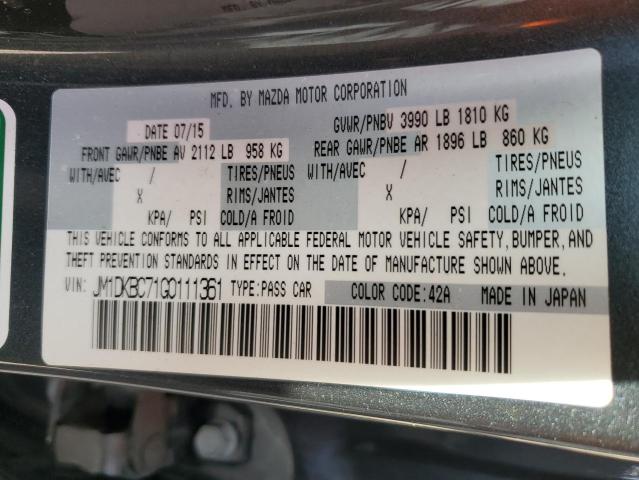 MFD. BY MAZDA MOTOR CORPORATION
DATE 07/15 GVWR/PNBV 3990 LB 1810 KG
FRONT GAWR/PNBE AV 2112 LB 958 KG REAR GAWR/PNBE AR 1896 LB 860 KG
WITH/AVEC / TIRES/PNEUS WITH/AVEC / TIRES/PNEUS
X RIMS/JANTES X RIMS/JANTES
KPA/ PSI COLD/A FROID KPA/ PSI COLD/A FROID
THIS VEHICLE CONFORMS TO ALL APPLICABLE FEDERAL MOTOR VEHICLE SAFETY, BUMPER, AND
THEFT PREVENTION STANDARDS IN EFFECT ON THE DATE OF MANUFACTURE SHOWN ABOVE.
VIN: JM1DKBC71G0111361 TYPE:PASS CAR COLOR CODE:42A MADE IN JAPAN